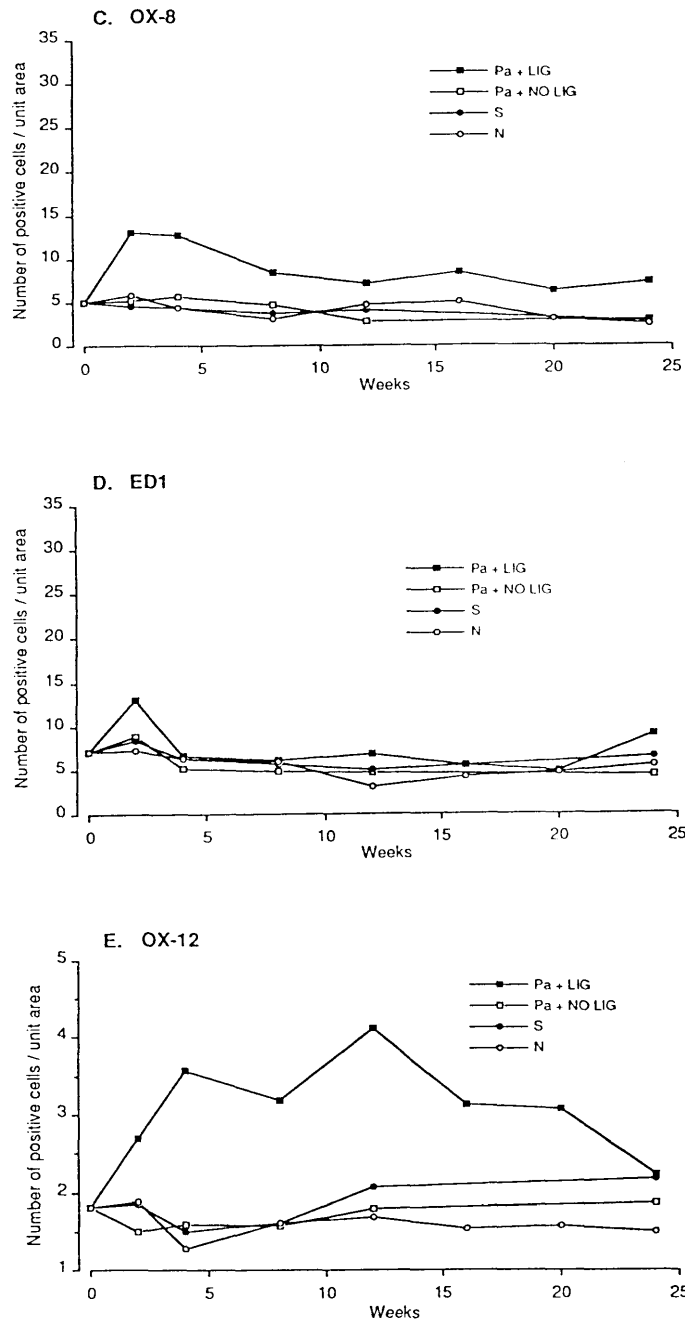 C. OX-8
Number of positive cells / unit area
35
30
25
20
15
10
5
0
Pa + LIG
Pa + NO LIG
S
N
0 5 10 15 20 25
Weeks
D. ED1
Number of positive cells / unit area
35
30
25
20
15
10
5
0
Pa + LIG
Pa + NO LIG
S
N
0 5 10 15 20 25
Weeks
E. OX-12
Number of positive cells / unit area
5
4
3
2
1
Pa + LIG
Pa + NO LIG
S
N
0 5 10 15 20 25
Weeks